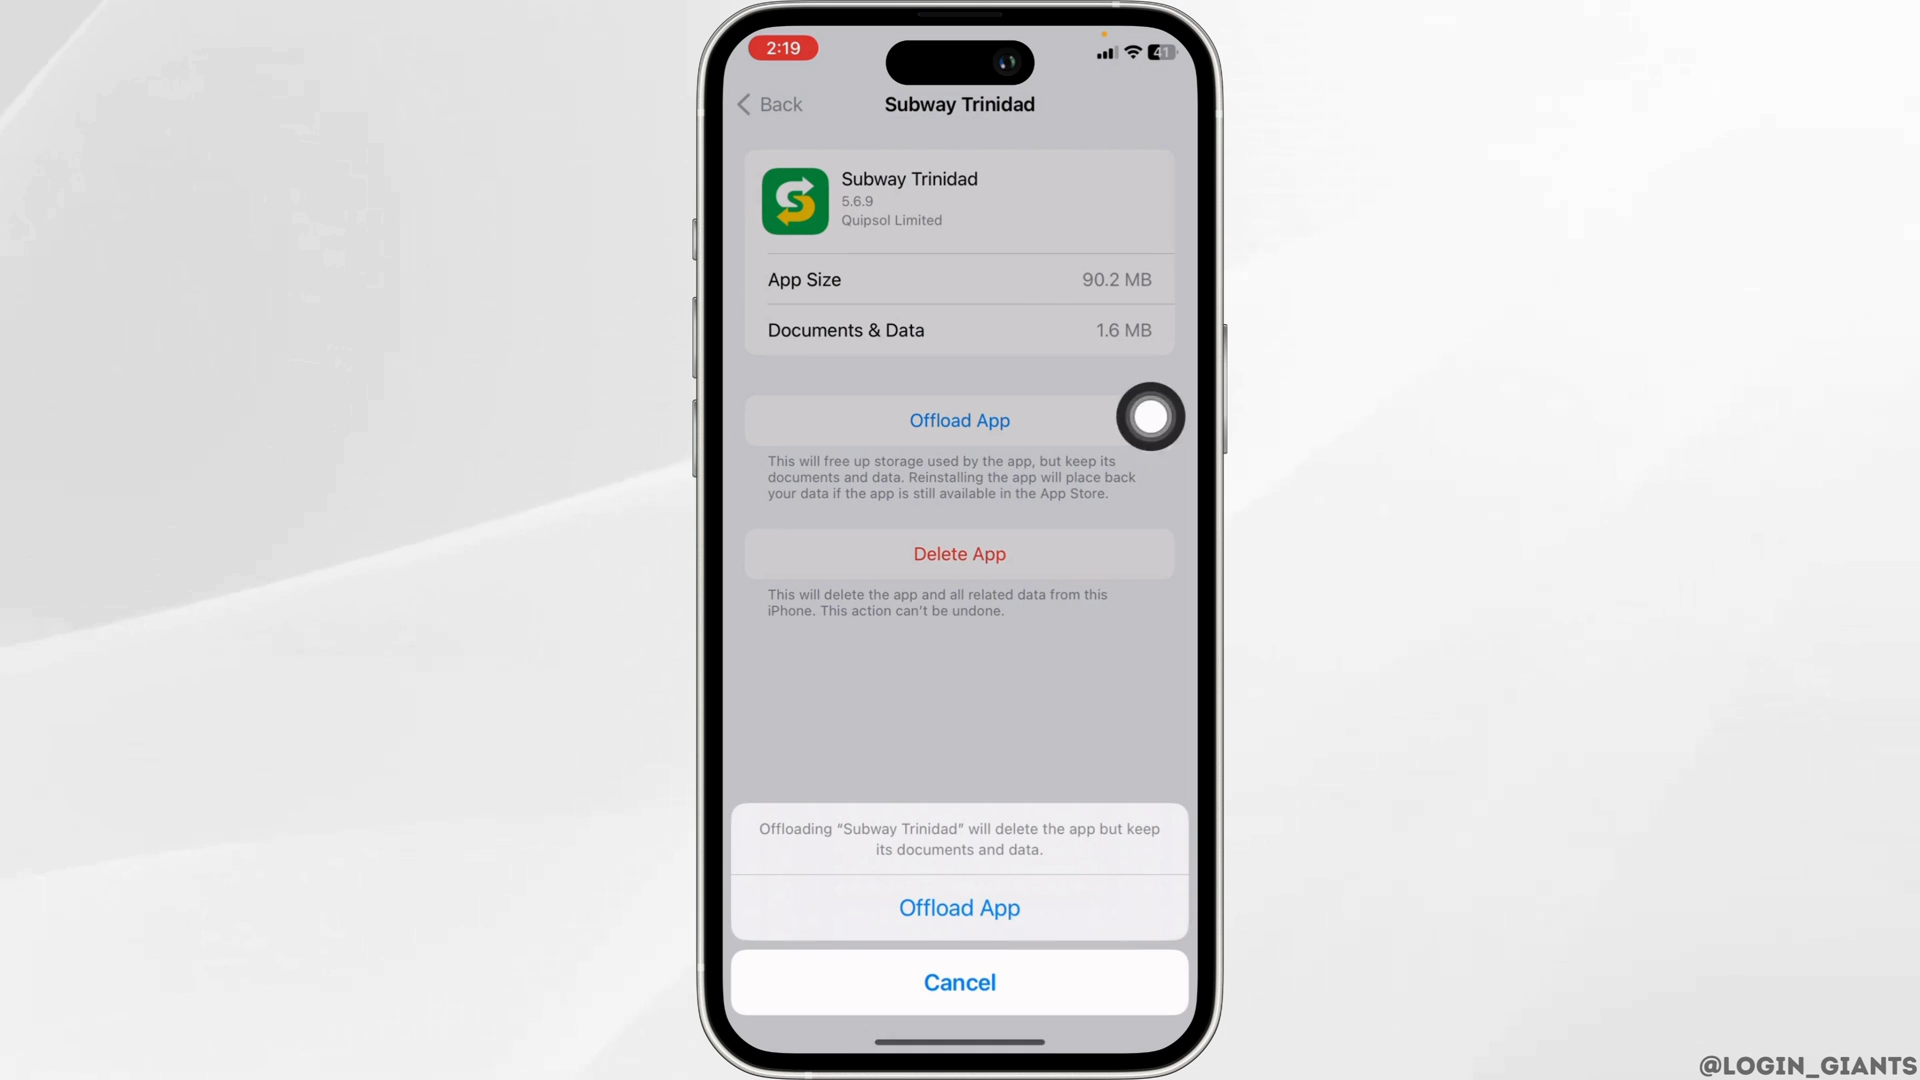 2:19
41
Back
Subway Trinidad
Subway Trinidad
5.6.9
Quipsol Limited
App Size 90.2 MB
Documents & Data 1.6 MB
Offload App
This will free up storage used by the app, but keep its
documents and data. Reinstalling the app will place back
your data if the app is still available in the App Store.
Delete App
This will delete the app and all related data from this
iPhone. This action can't be undone.
Offloading “Subway Trinidad” will delete the app but keep
its documents and data.
Offload App
Cancel
@LOGIN_GIANTS